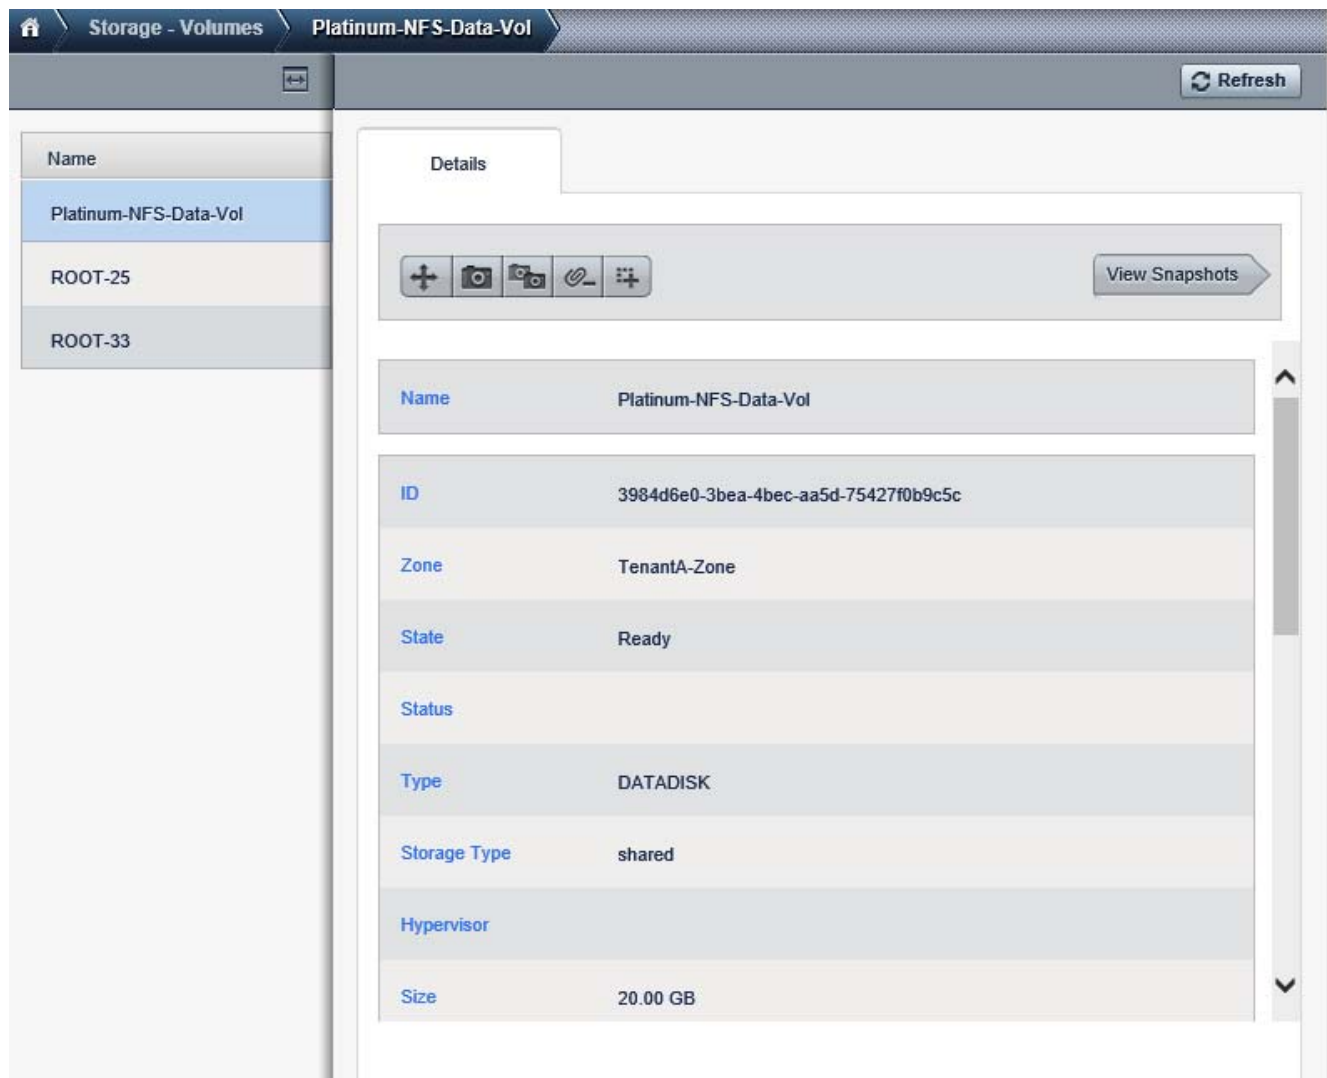 Storage - Volumes Platinum-NFS-Data-Vol
Refresh
Name
Platinum-NFS-Data-Vol
ROOT-25
ROOT-33
Details
View Snapshots
Name Platinum-NFS-Data-Vol
ID 3984d6e0-3bea-4bec-aa5d-75427f0b9c5c
Zone TenantA-Zone
State Ready
Status
Type DATADISK
Storage Type shared
Hypervisor
Size 20.00 GB